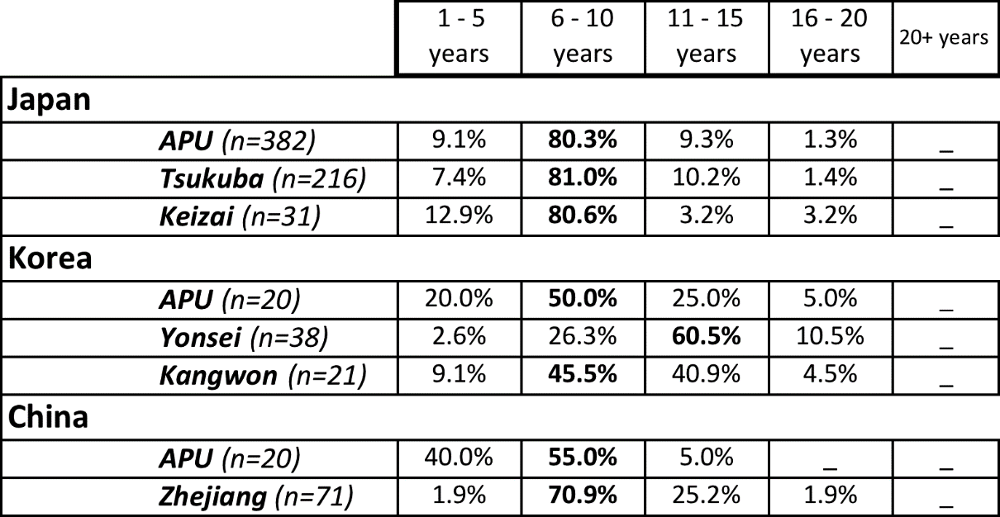 1 - 5 years 6 - 10 years 11 - 15 years 16 - 20 years 20+ years
Japan
APU (n=382) 9.1% 80.3% 9.3% 1.3% _
Tsukuba (n=216) 7.4% 81.0% 10.2% 1.4% _
Keizai (n=31) 12.9% 80.6% 3.2% 3.2% _
Korea
APU (n=20) 20.0% 50.0% 25.0% 5.0% _
Yonsei (n=38) 2.6% 26.3% 60.5% 10.5% _
Kangwon (n=21) 9.1% 45.5% 40.9% 4.5% _
China
APU (n=20) 40.0% 55.0% 5.0% _ _
Zhejiang (n=71) 1.9% 70.9% 25.2% 1.9% _